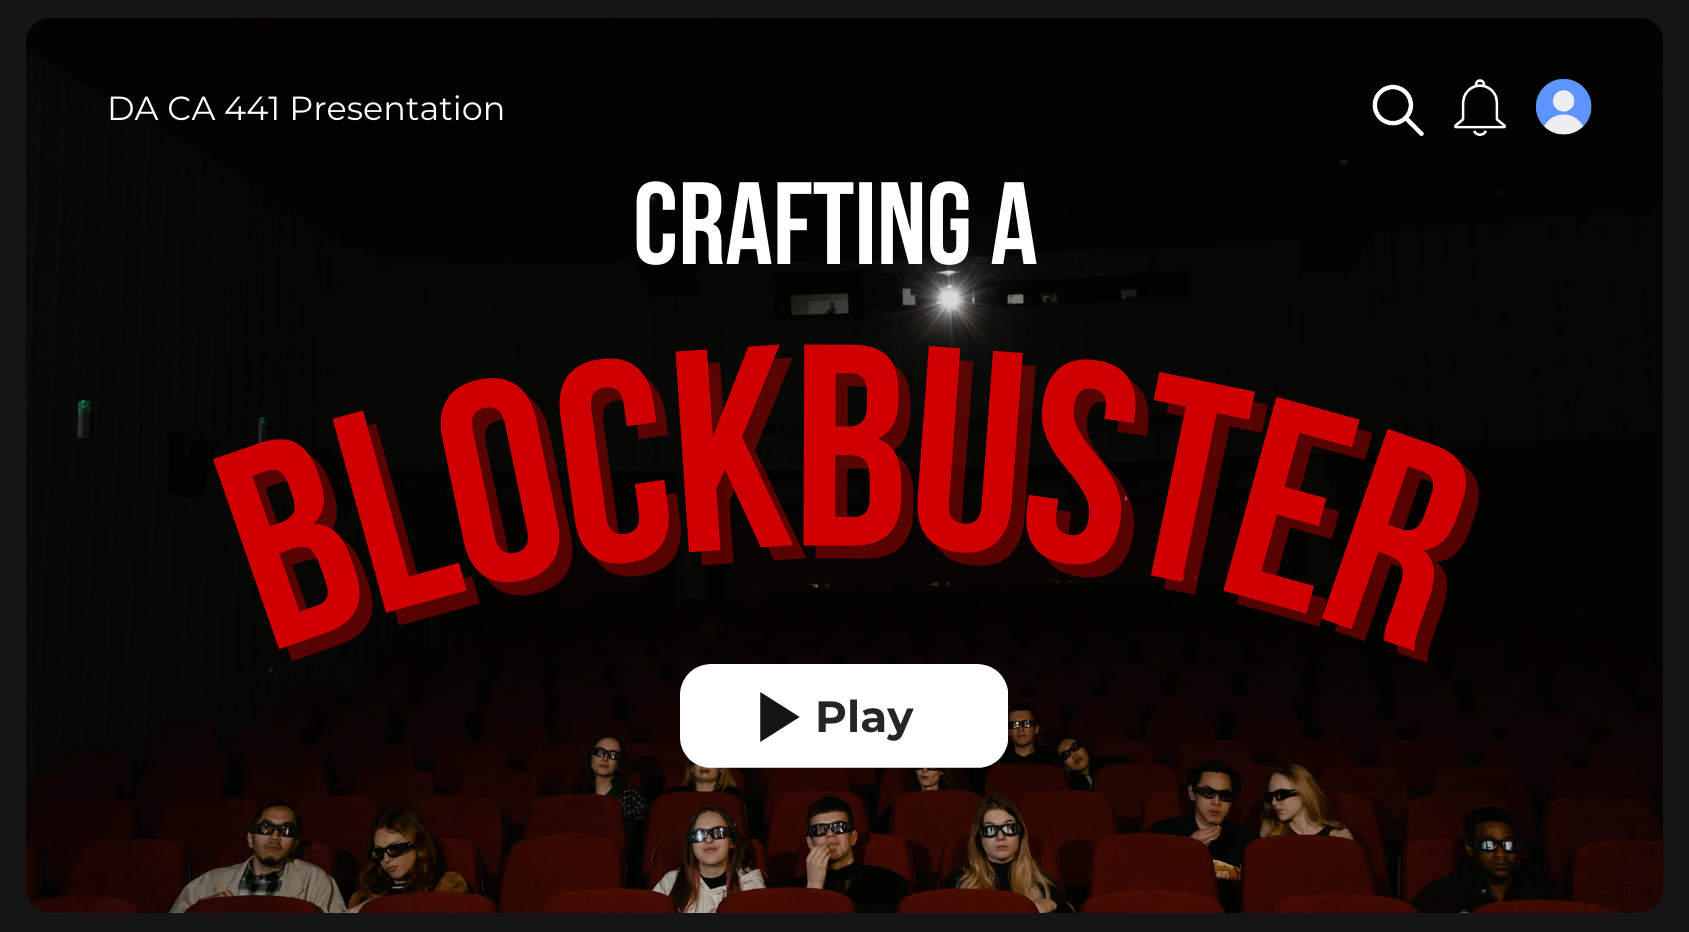 DA CA 441 Presentation
CRAFTING A
BLOCKBUSTER
Play